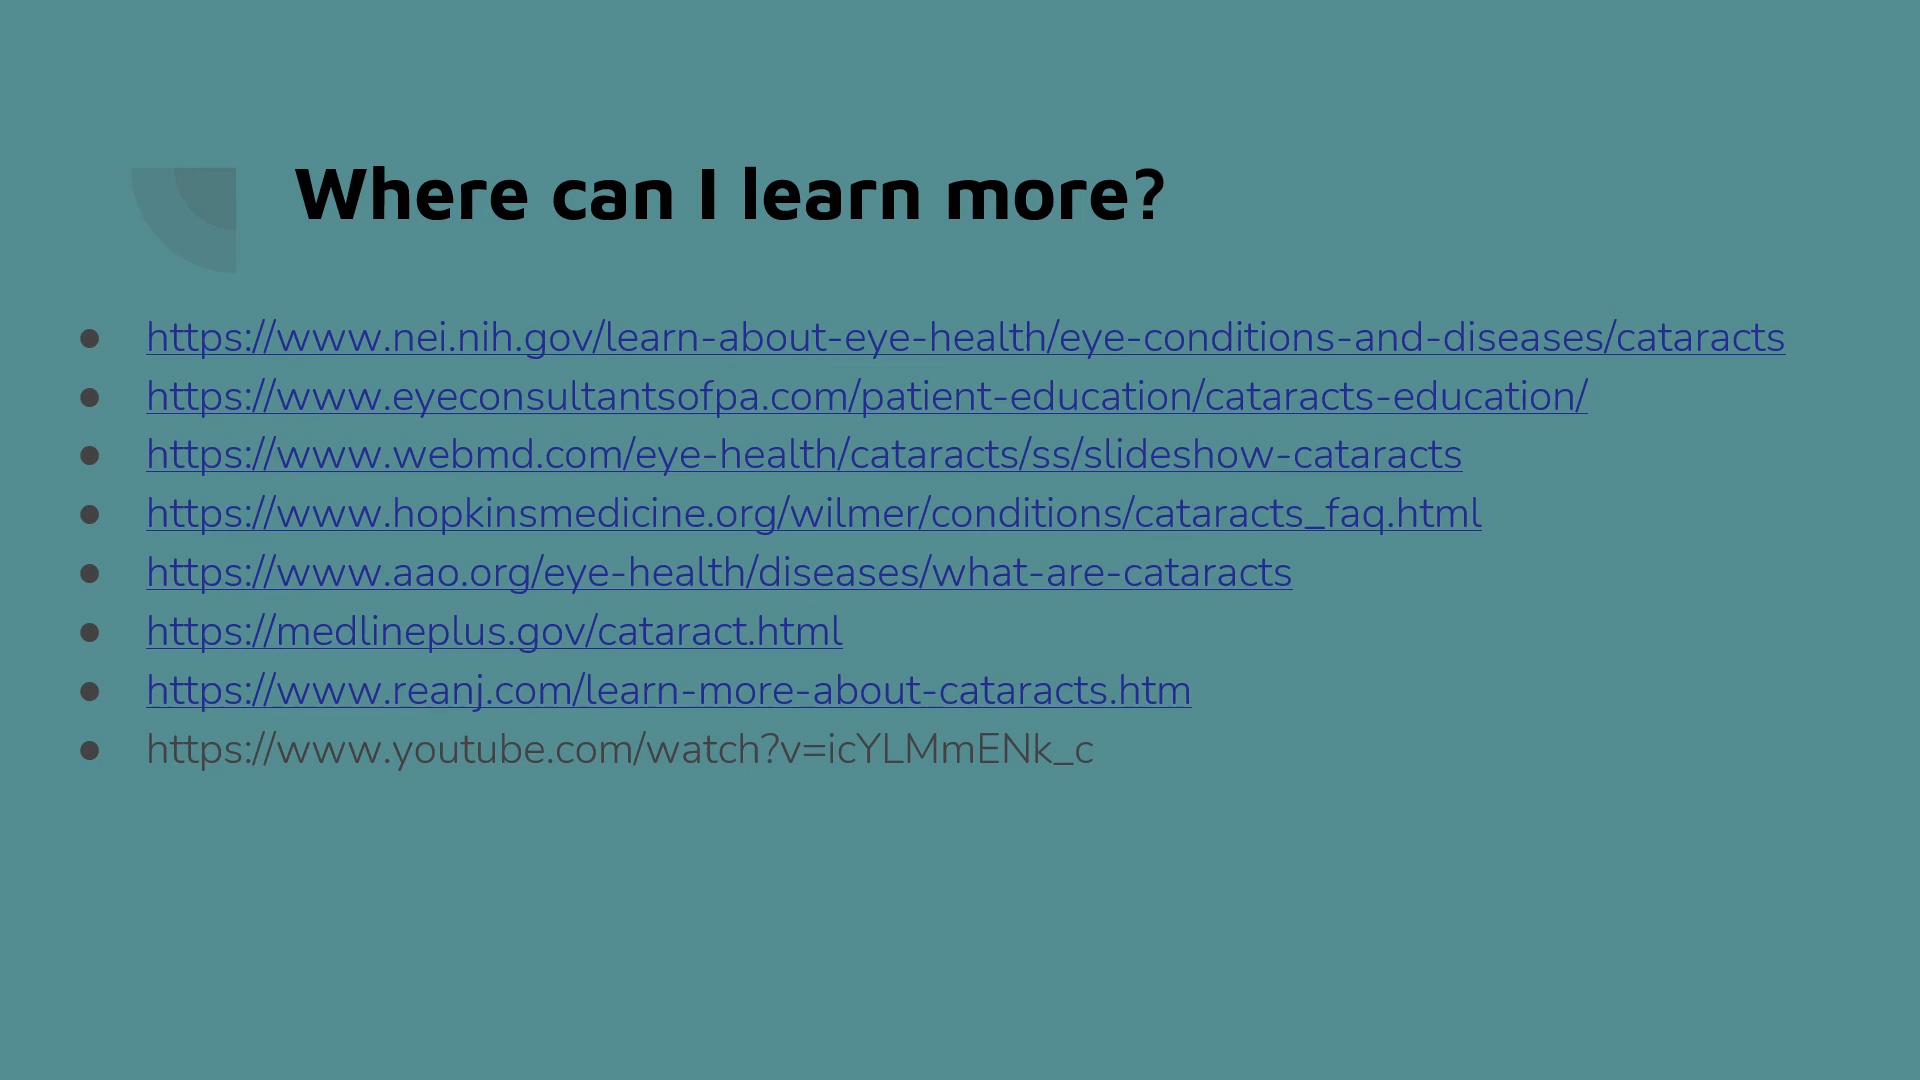 Where can I learn more?
● https://www.nei.nih.gov/learn-about-eye-health/eye-conditions-and-diseases/cataracts
● https://www.eyeconsultantsofpa.com/patient-education/cataracts-education/
● https://www.webmd.com/eye-health/cataracts/ss/slideshow-cataracts
● https://www.hopkinsmedicine.org/wilmer/conditions/cataracts_faq.html
● https://www.aao.org/eye-health/diseases/what-are-cataracts
● https://medlineplus.gov/cataract.html
● https://www.reanj.com/learn-more-about-cataracts.htm
● https://www.youtube.com/watch?v=icYLMmENk_c